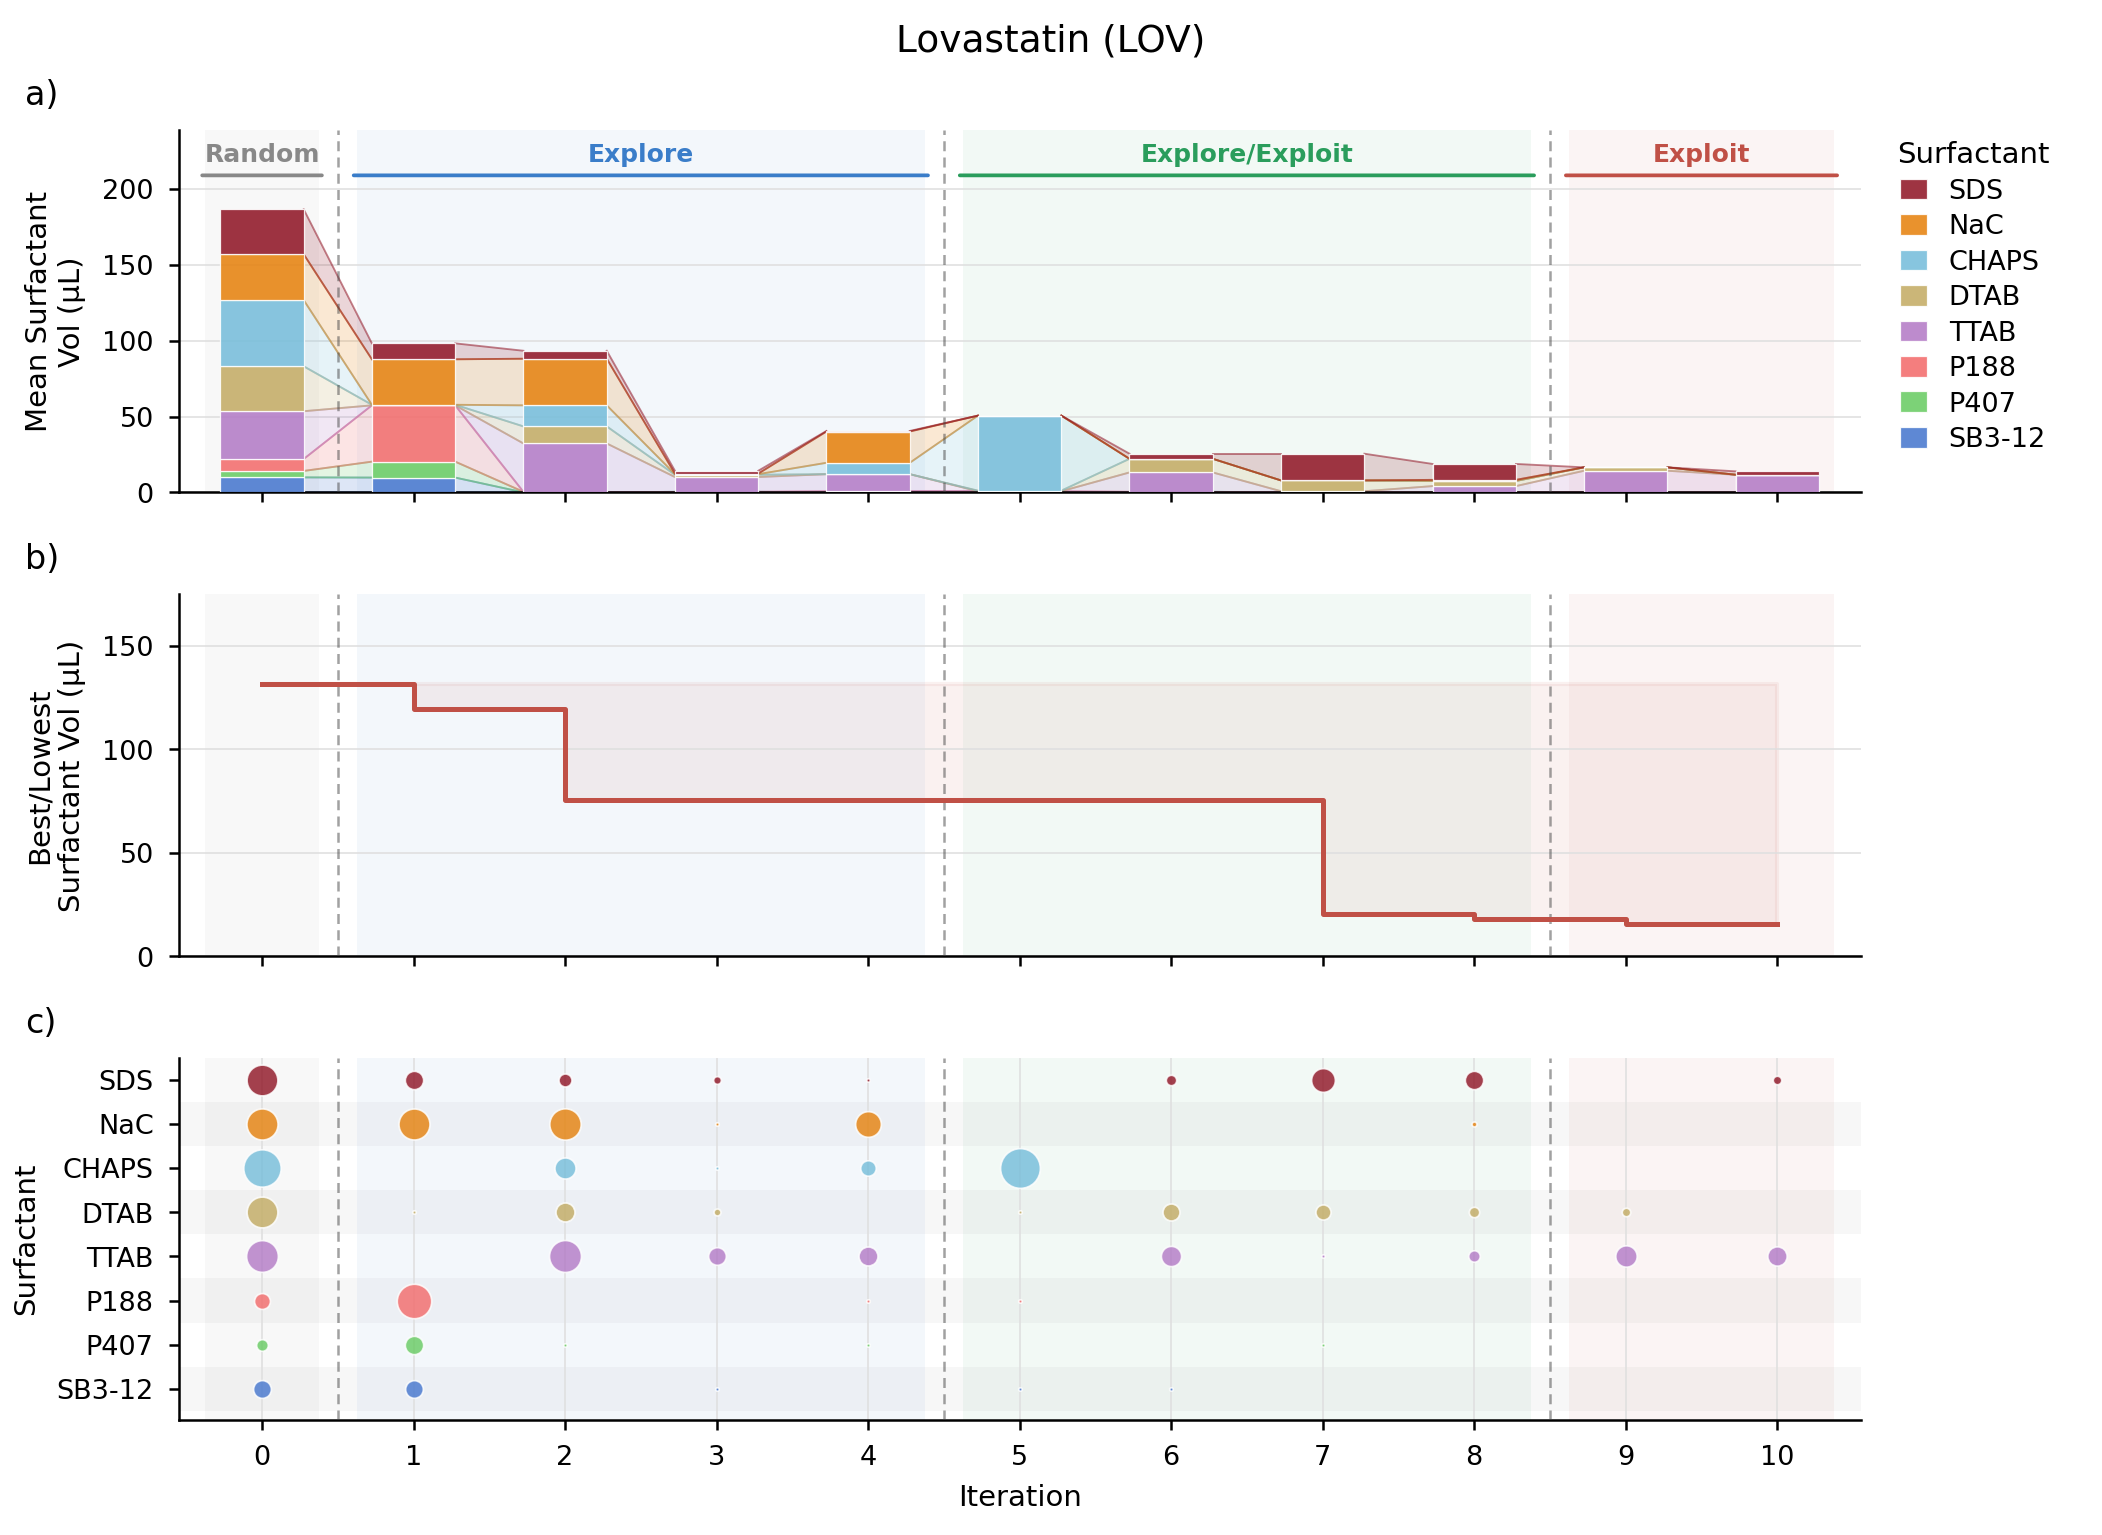 Lovastatin (LOV)
a)
Random
Explore
Explore/Exploit
Exploit
Mean Surfactant
Vol (µL)
200
150
100
50
0
Surfactant
SDS
NaC
CHAPS
DTAB
TTAB
P188
P407
SB3-12
b)
Best/Lowest
Surfactant Vol (µL)
150
100
50
0
c)
Surfactant
SDS
NaC
CHAPS
DTAB
TTAB
P188
P407
SB3-12
0 1 2 3 4 5 6 7 8 9 10
Iteration